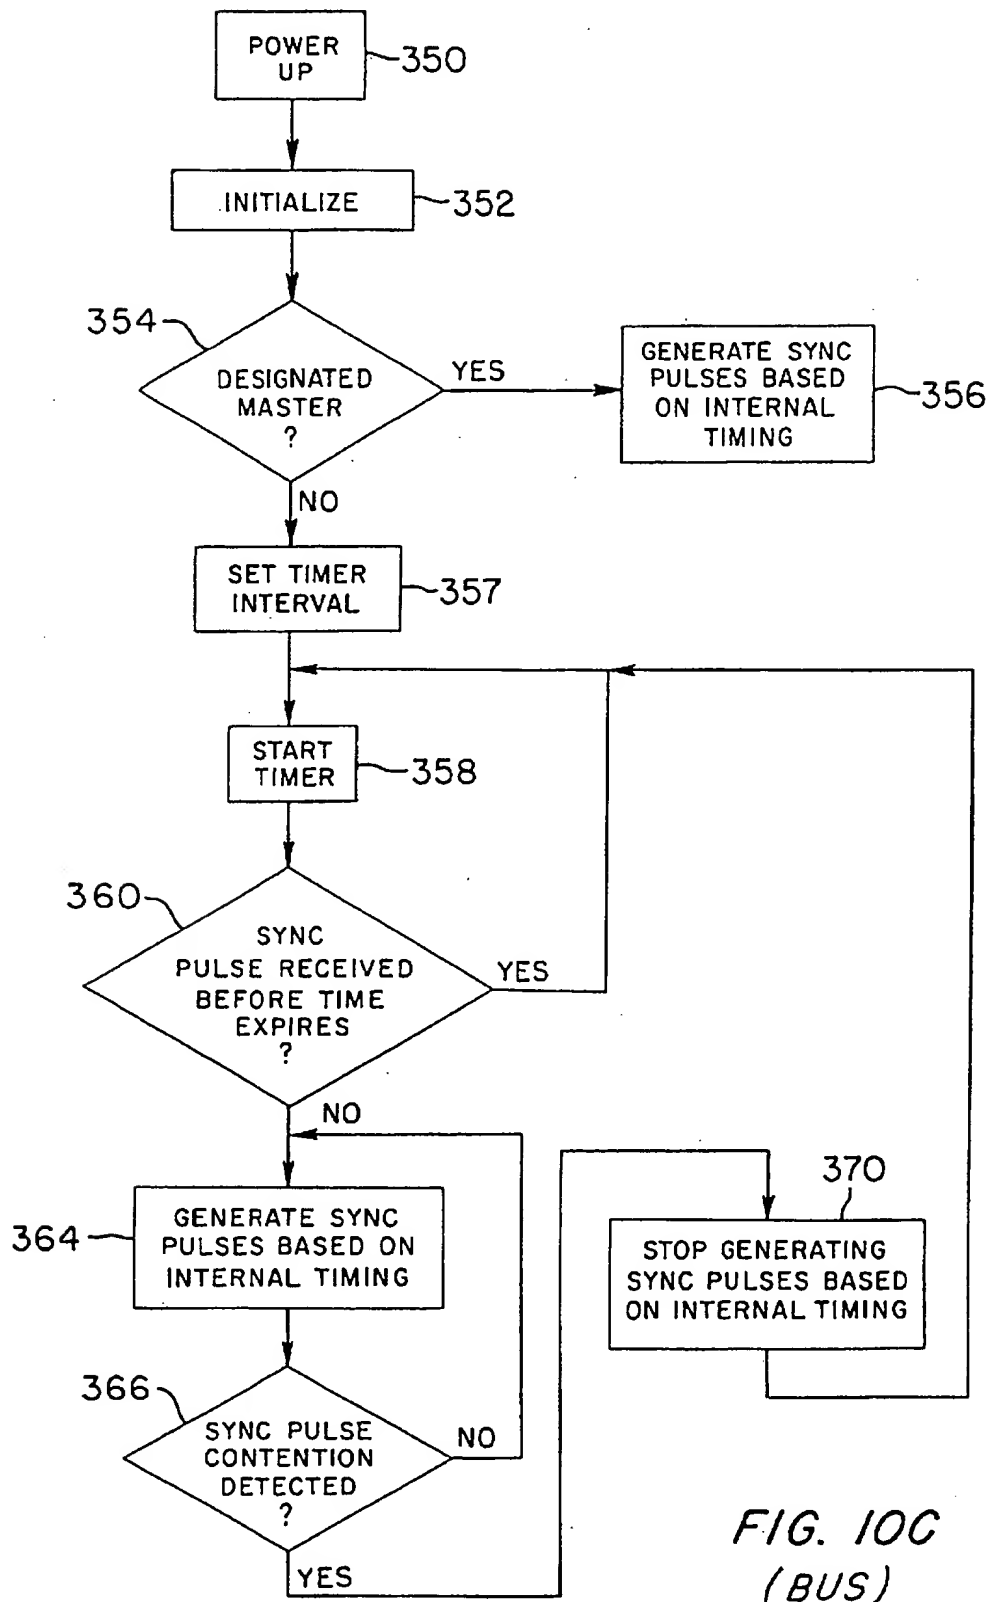 POWER
UP
350
INITIALIZE
352
354
DESIGNATED
MASTER
?
YES
GENERATE SYNC
PULSES BASED
ON INTERNAL
TIMING
356
NO
SET TIMER
INTERVAL
357
START
TIMER
358
360
SYNC
PULSE RECEIVED
BEFORE TIME
EXPIRES
?
YES
NO
364
GENERATE SYNC
PULSES BASED ON
INTERNAL TIMING
370
STOP GENERATING
SYNC PULSES BASED
ON INTERNAL TIMING
366
SYNC PULSE
CONTENTION
DETECTED
?
NO
YES
FIG. 10C
(BUS)